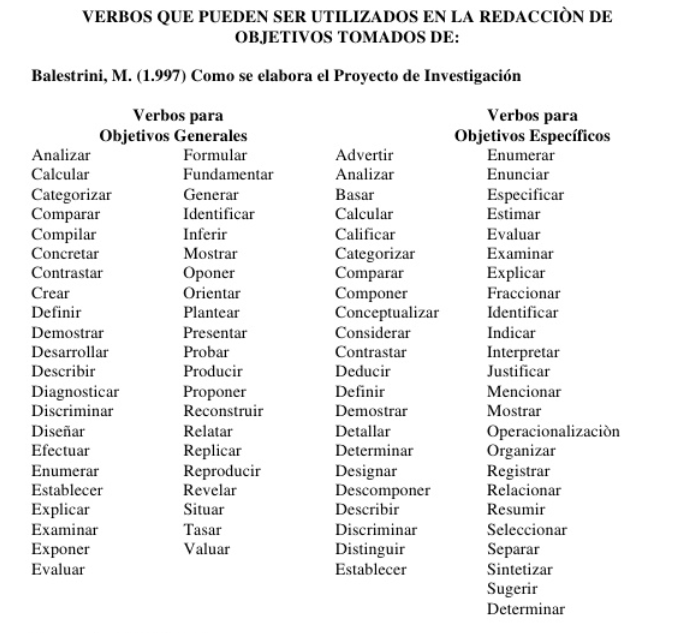 VERBOS QUE PUEDEN SER UTILIZADOS EN LA REDACCIÒN DE
OBJETIVOS TOMADOS DE:
Balestrini, M. (1.997) Como se elabora el Proyecto de Investigación
Verbos para Verbos para
Objetivos Generales Objetivos Específicos
Analizar Formular Advertir Enumerar
Calcular Fundamentar Analizar Enunciar
Categorizar Generar Basar Especificar
Comparar Identificar Calcular Estimar
Compilar Inferir Calificar Evaluar
Concretar Mostrar Categorizar Examinar
Contrastar Oponer Comparar Explicar
Crear Orientar Componer Fraccionar
Definir Plantear Conceptualizar Identificar
Demostrar Presentar Considerar Indicar
Desarrollar Probar Contrastar Interpretar
Describir Producir Deducir Justificar
Diagnosticar Proponer Definir Mencionar
Discriminar Reconstruir Demostrar Mostrar
Diseñar Relatar Detallar Operacionalizaciòn
Efectuar Replicar Determinar Organizar
Enumerar Reproducir Designar Registrar
Establecer Revelar Descomponer Relacionar
Explicar Situar Describir Resumir
Examinar Tasar Discriminar Seleccionar
Exponer Valuar Distinguir Separar
Evaluar Establecer Sintetizar
Sugerir
Determinar